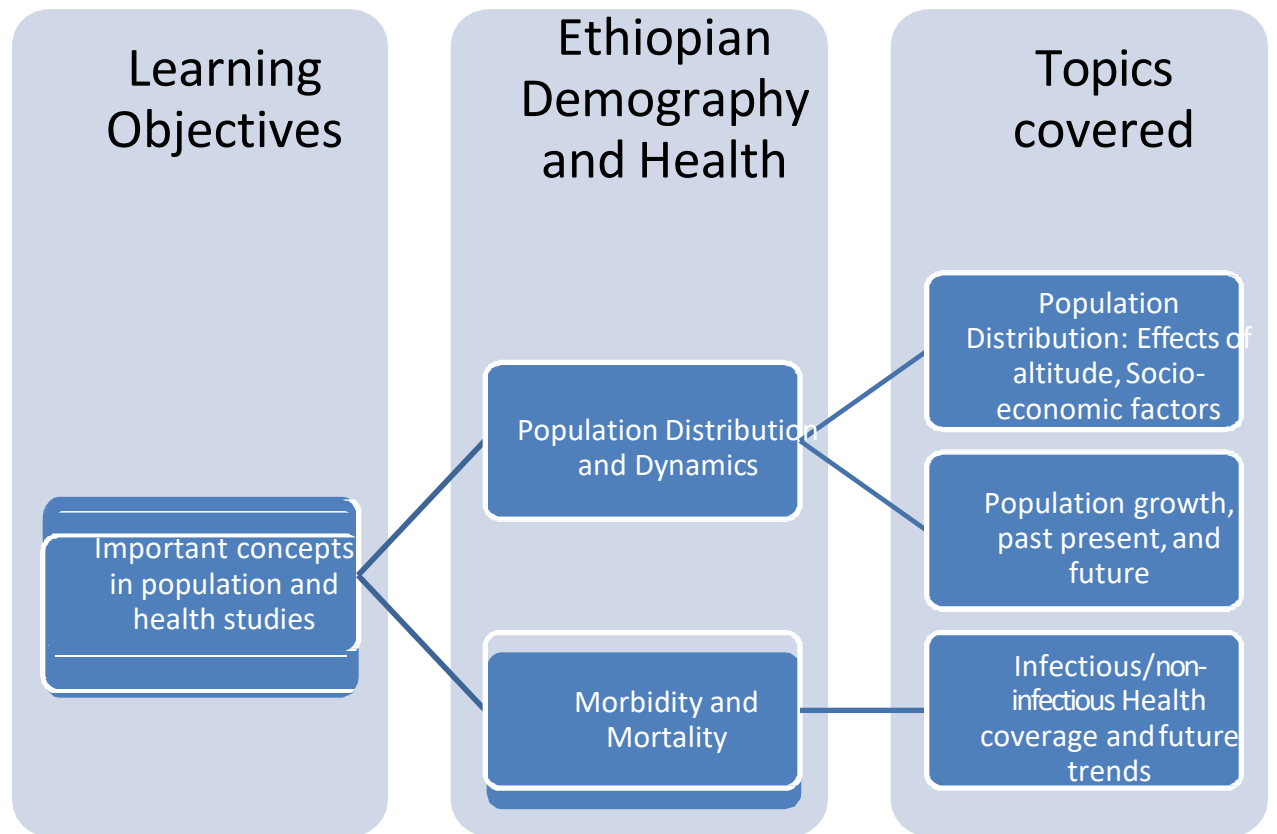 Learning
Objectives
Ethiopian
Demography
and Health
Topics
covered
Important concepts
in population and
health studies
Population Distribution
and Dynamics
Morbidity and
Mortality
Population
Distribution: Effects of
altitude, Socio-
economic factors
Population growth,
past present, and
future
Infectious/non-
infectious Health
coverage and future
trends